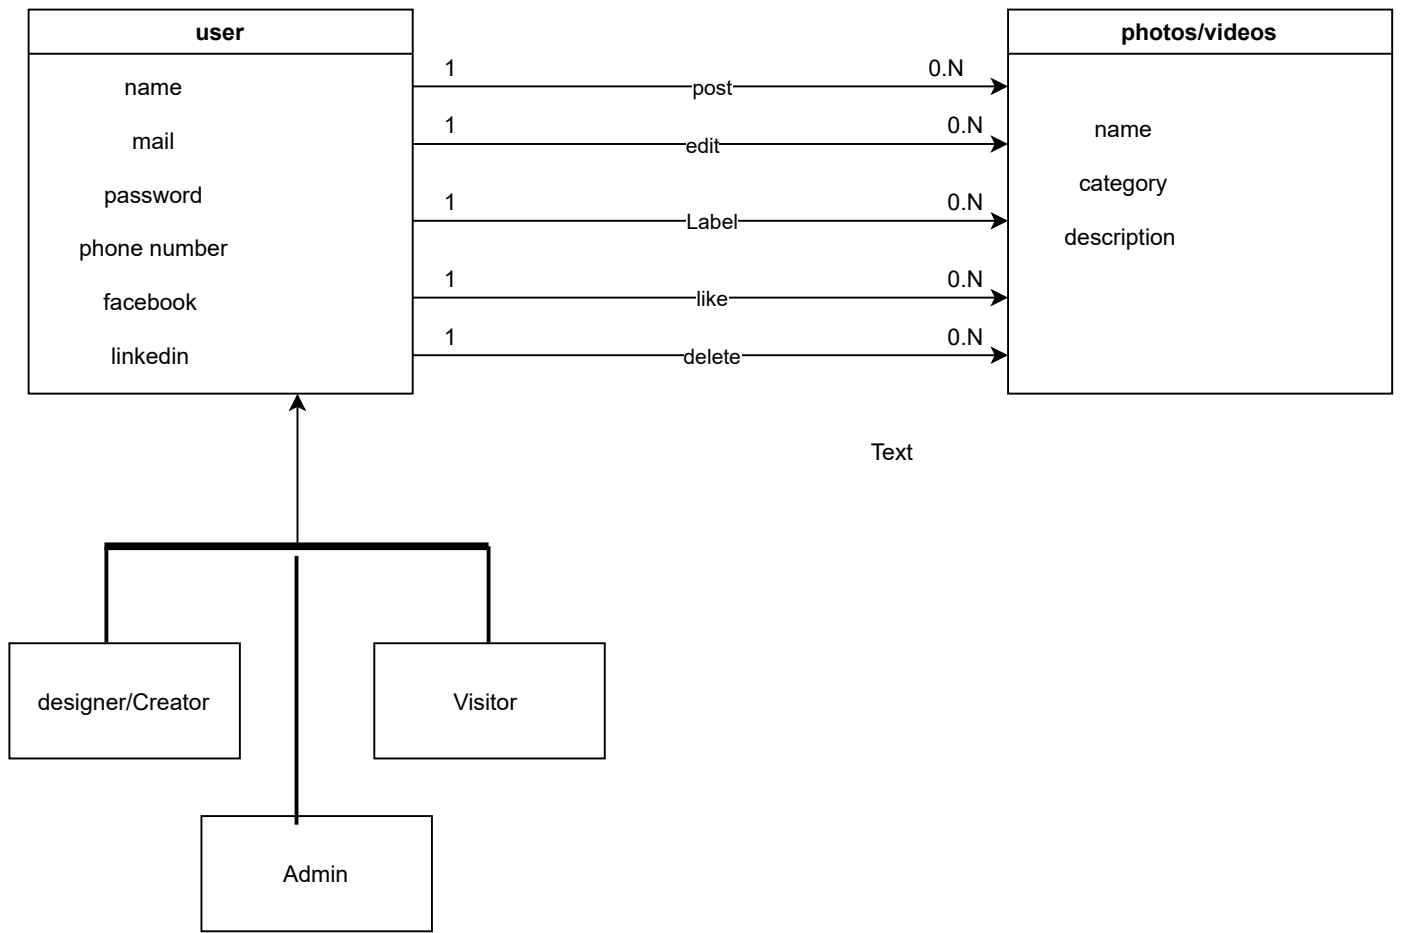 user
name
mail
password
phone number
facebook
linkedin
1
post
0.N
1
edit
0.N
1
Label
0.N
1
like
0.N
1
delete
0.N
photos/videos
name
category
description
Text
designer/Creator
Visitor
Admin